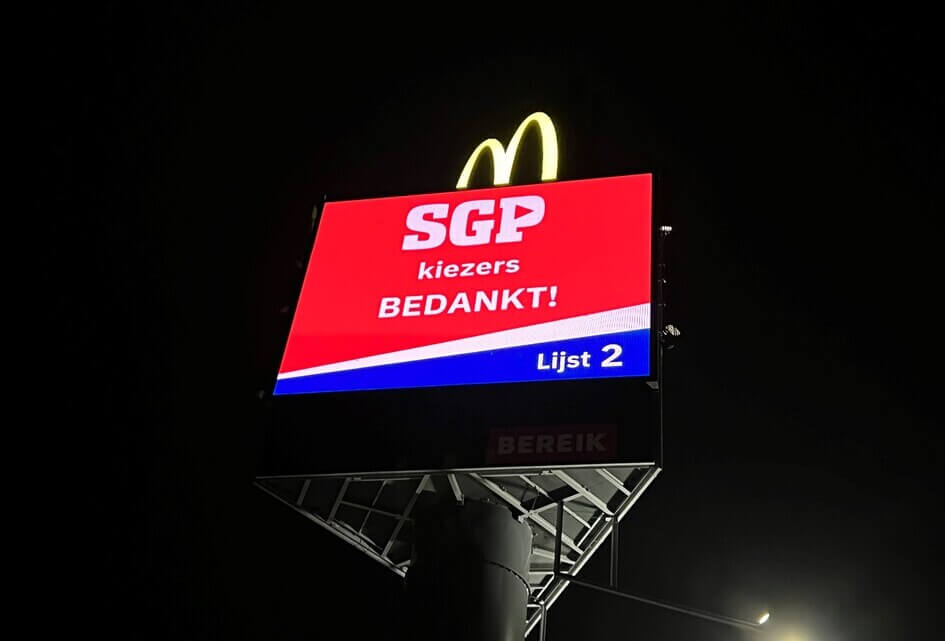 SGP
kiezers
BEDANKT!
Lijst 2
BEREIK